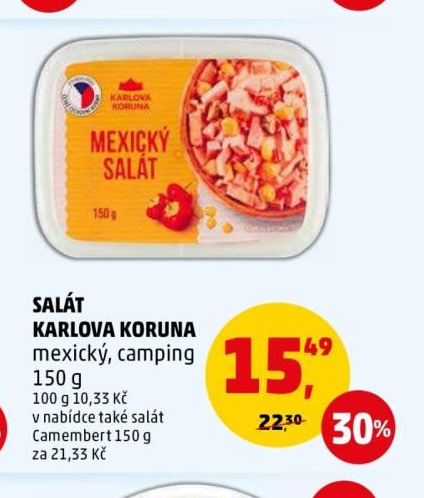 KARLOVA
KORUNA
MEXICKÝ
SALÁT
150 g
SALÁT
KARLOVA KORUNA
mexický, camping
150 g
100 g 10,33 Kč
v nabídce také salát
Camembert 150 g
za 21,33 Kč
15,49
22,30
30%